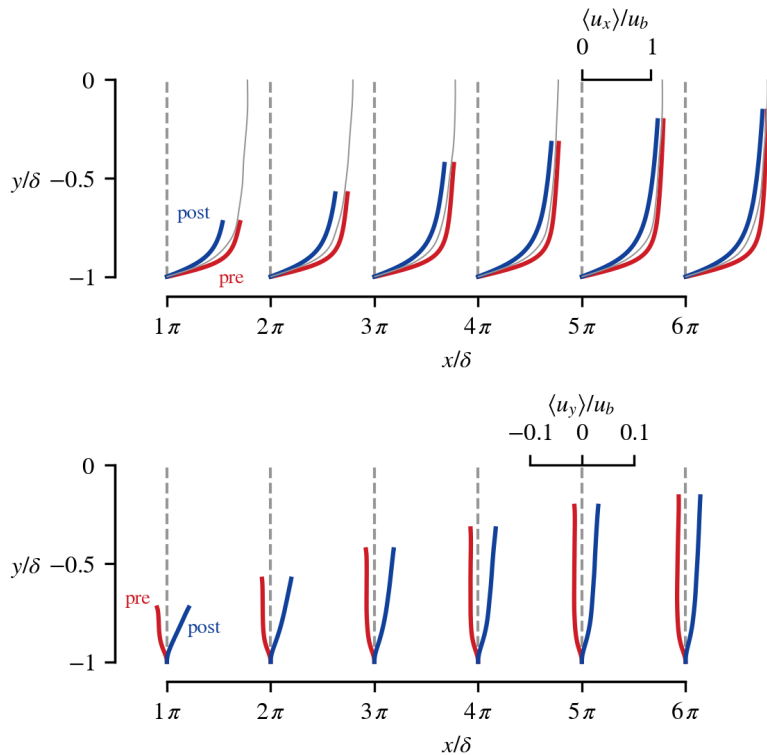 ⟨u_x⟩/u_b
0 1
0
y/δ −0.5
post
pre
−1
1π 2π 3π 4π 5π 6π
x/δ
⟨u_y⟩/u_b
−0.1 0 0.1
0
y/δ −0.5
pre
post
−1
1π 2π 3π 4π 5π 6π
x/δ